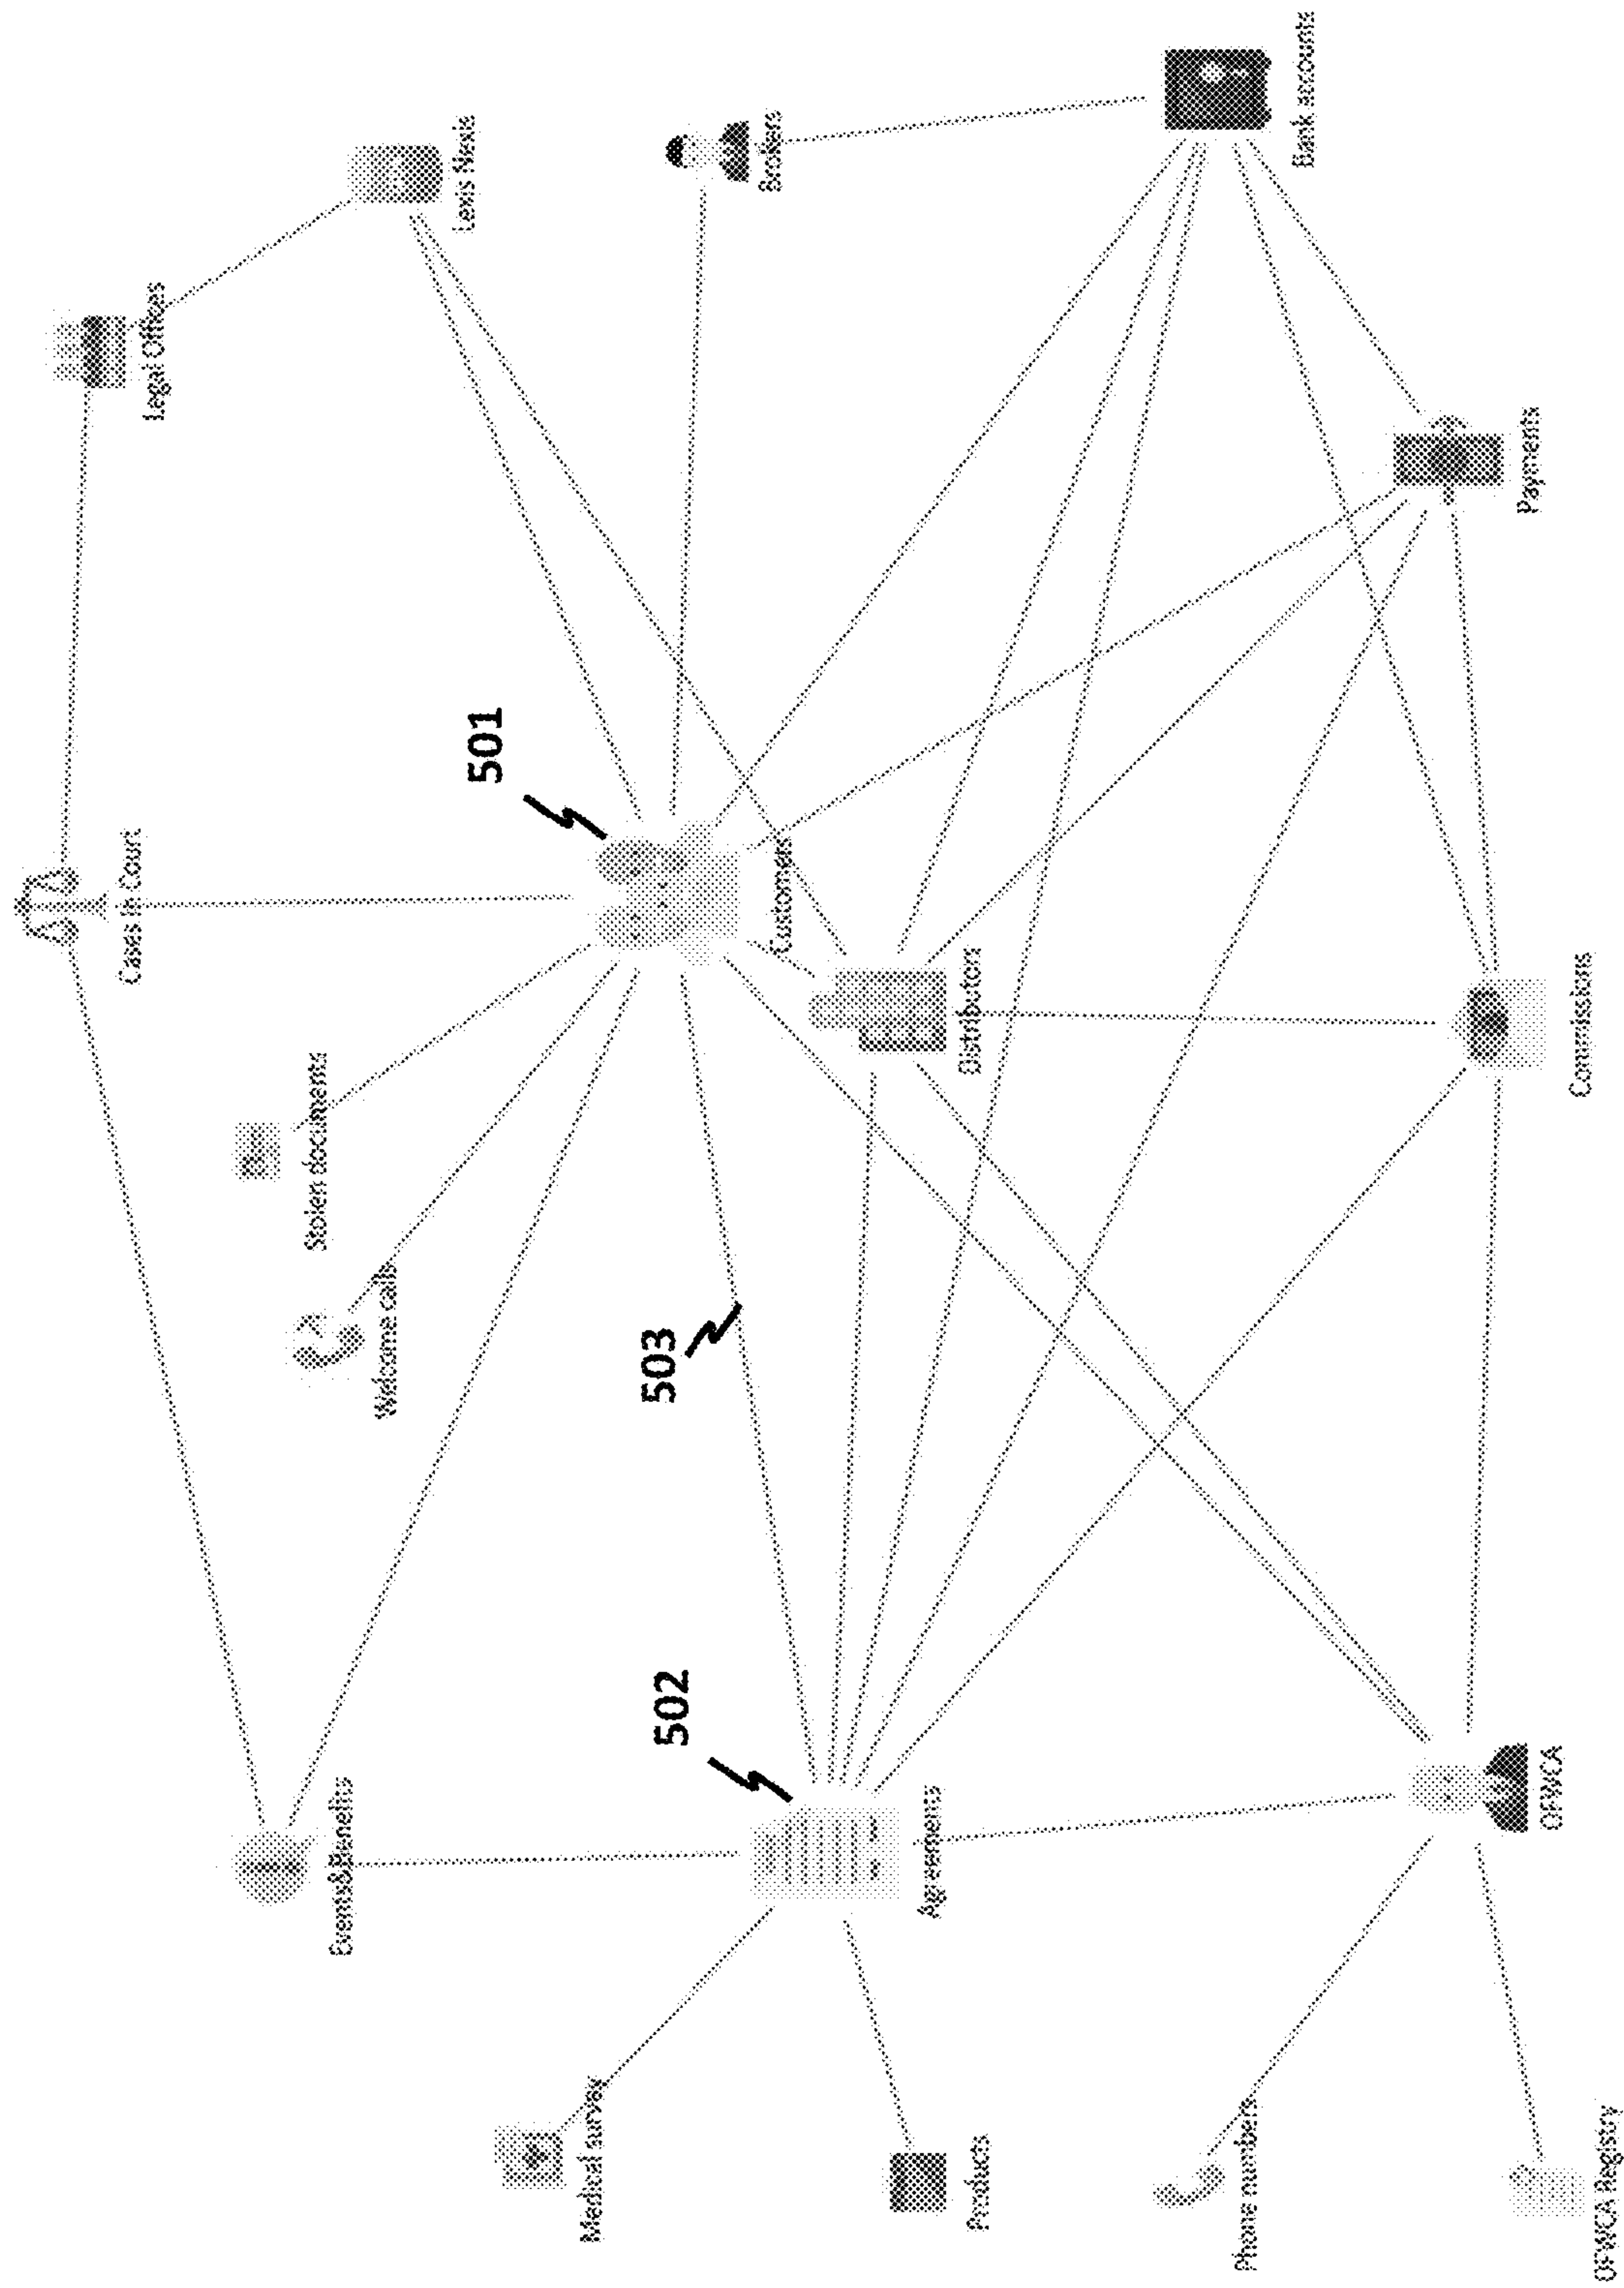 Cases in Court
Legal Offices
Lexis Nexis
Events&Benefits
Stolen documents
Welcome calls
501
Brokers
Medical survey
502
503
Customers
Bank accounts
Agreements
Distributors
Products
Payments
Phone numbers
OFWCA
Commissions
OFWCA Registry